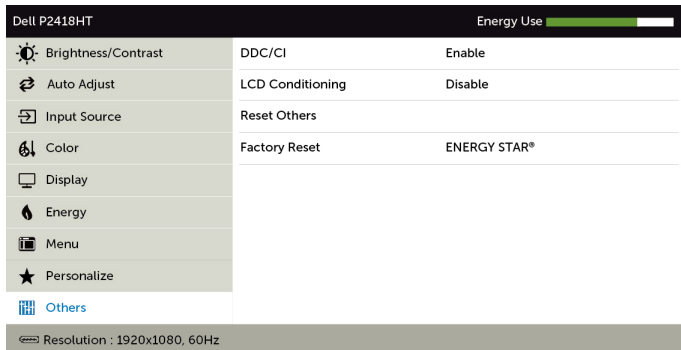 Dell P2418HT Energy Use
Brightness/Contrast DDC/CI Enable
Auto Adjust LCD Conditioning Disable
Input Source Reset Others
Color Factory Reset ENERGY STAR®
Display
Energy
Menu
Personalize
Others
Resolution : 1920x1080, 60Hz